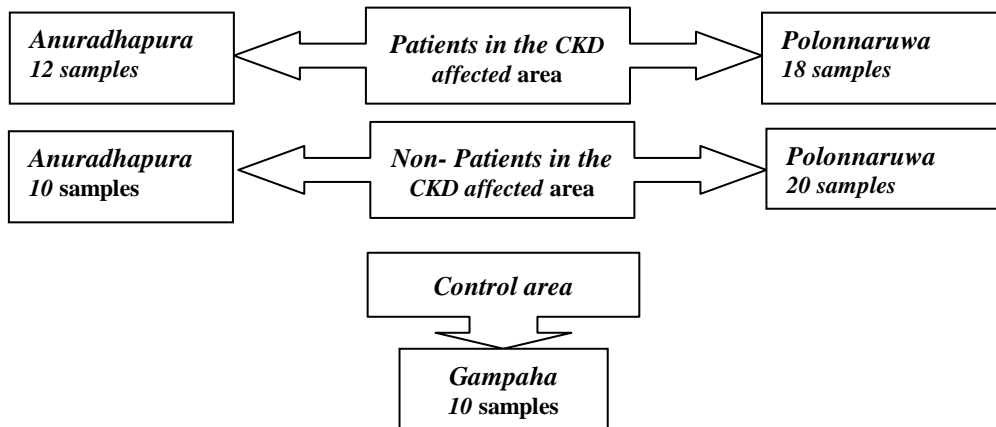 Anuradhapura
12 samples
Patients in the CKD
affected area
Polonnaruwa
18 samples
Anuradhapura
10 samples
Non- Patients in the
CKD affected area
Polonnaruwa
20 samples
Control area
Gampaha
10 samples